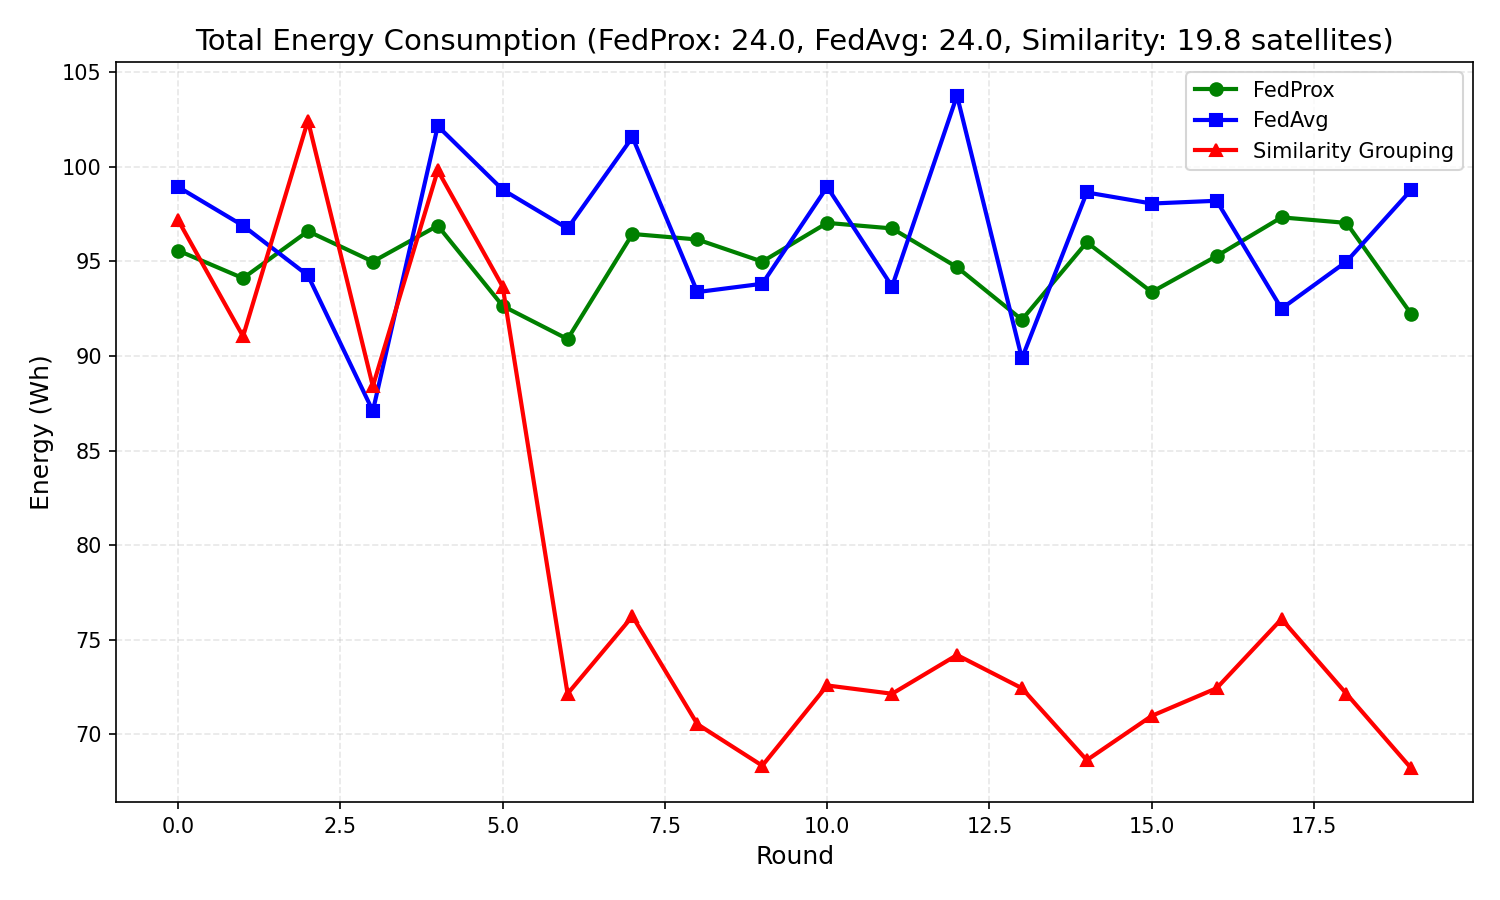 Total Energy Consumption (FedProx: 24.0, FedAvg: 24.0, Similarity: 19.8 satellites)
FedProx
FedAvg
Similarity Grouping
Energy (Wh)
105
100
95
90
85
80
75
70
0.0 2.5 5.0 7.5 10.0 12.5 15.0 17.5
Round